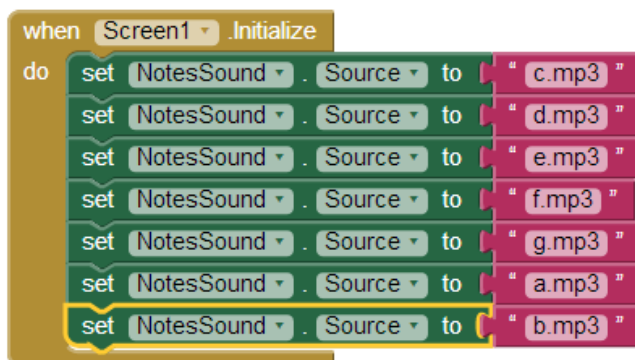 when Screen1 .Initialize
do set NotesSound . Source to " c.mp3 "
set NotesSound . Source to " d.mp3 "
set NotesSound . Source to " e.mp3 "
set NotesSound . Source to " f.mp3 "
set NotesSound . Source to " g.mp3 "
set NotesSound . Source to " a.mp3 "
set NotesSound . Source to " b.mp3 "